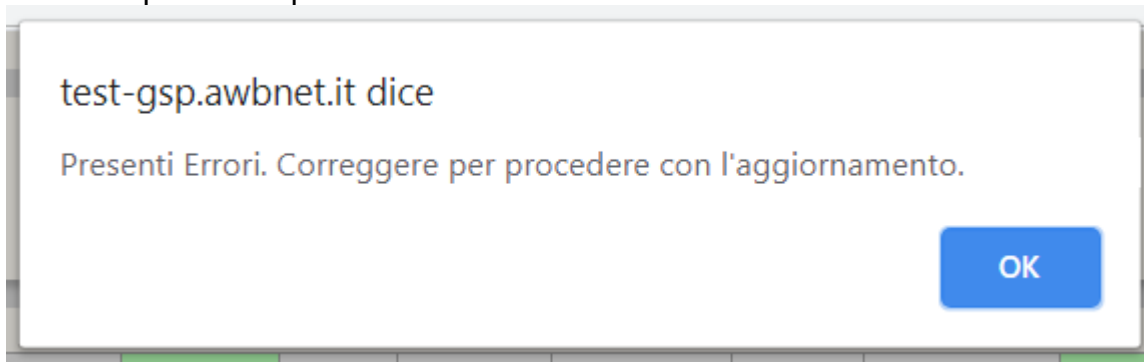 test-gsp.awbnet.it dice
Presenti Errori. Correggere per procedere con l'aggiornamento.
OK